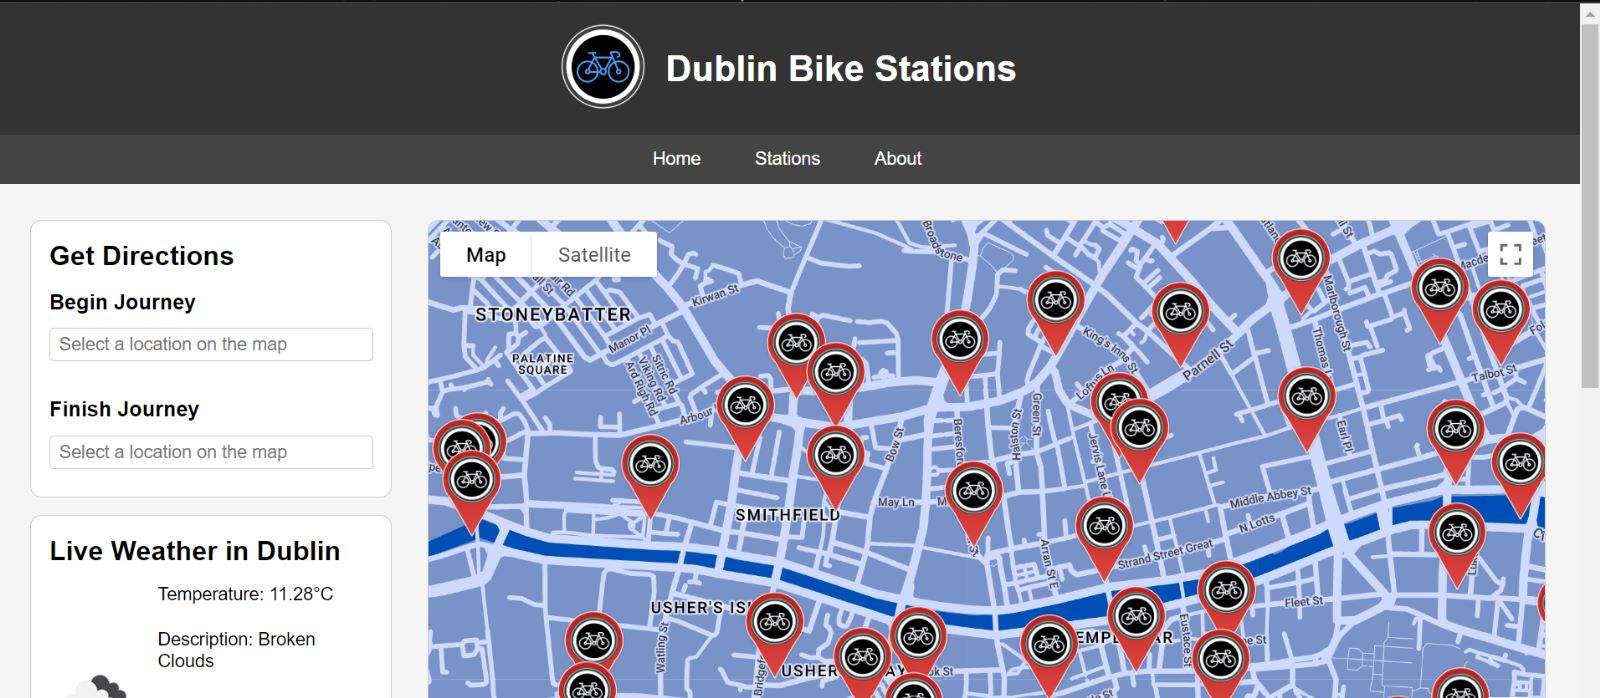 Dublin Bike Stations
Home
Stations
About
Get Directions
Begin Journey
Select a location on the map
Finish Journey
Select a location on the map
Live Weather in Dublin
Temperature: 11.28°C
Description: Broken
Clouds
Map
Satellite
Broadstone
Kirwan St
STONEYBATTER
Manor Pl
PALATINE
SQUARE
Sitric Rd
Viking Rd
Ard Righ Rd
Arbour
King's Inns
Parnell St
Marlborough St
Thomas
Talbot St
Loftus Ln
Green St
Halston St
Beresford
Bow St
Jervis Lane
Earl Pl
May Ln
SMITHFIELD
Middle Abbey St
N Lotts
Arran St E
Strand Street Great
Fleet St
USHER'S IS
Watling St
Eustace St
USHER